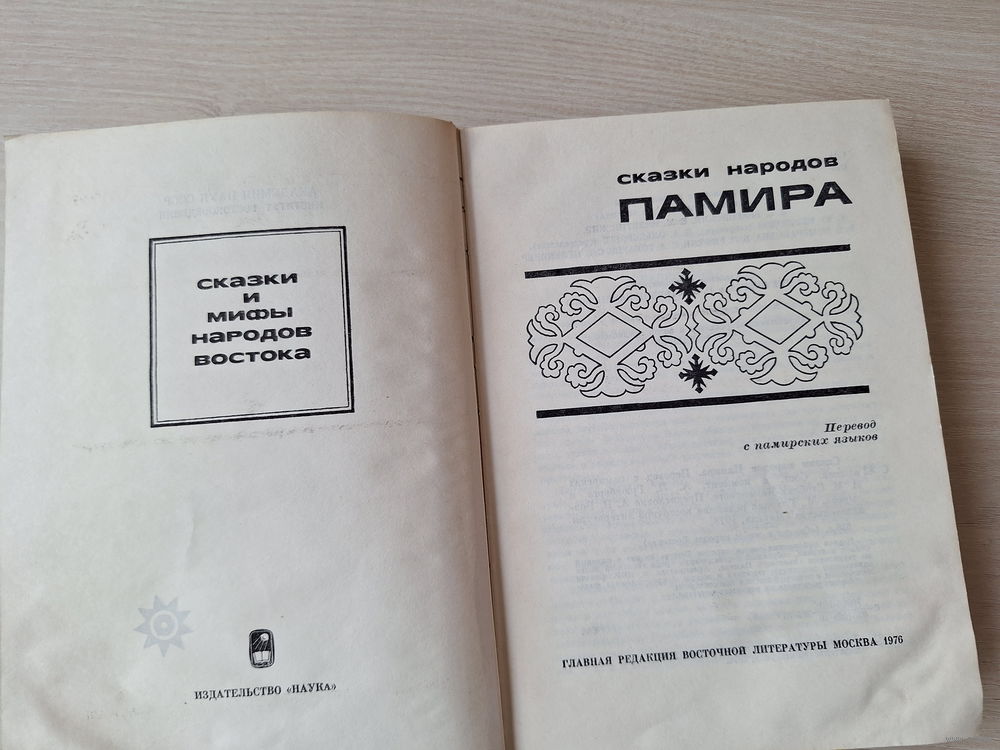 сказки
и
мифы
народов
востока
ИЗДАТЕЛЬСТВО «НАУКА»
сказки народов
ПАМИРА
Перевод
с памирских языков
ГЛАВНАЯ РЕДАКЦИЯ ВОСТОЧНОЙ ЛИТЕРАТУРЫ МОСКВА 1976